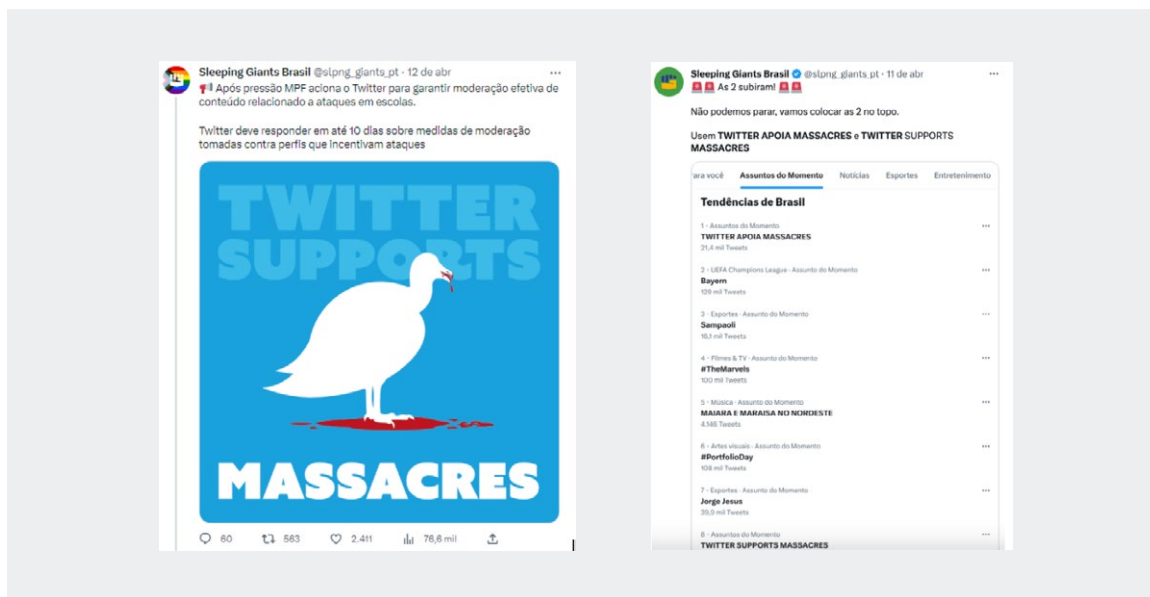 Sleeping Giants Brasil @slpng_giants_pt · 12 de abr
Após pressão MPF aciona o Twitter para garantir moderação efetiva de
conteúdo relacionado a ataques em escolas.
Twitter deve responder em até 10 dias sobre medidas de moderação
tomadas contra perfis que incentivam ataques
TWITTER
SUPPORTS
MASSACRES
60 563 2.411 76,6 mil
Sleeping Giants Brasil @slpng_giants_pt · 11 de abr
As 2 subiram!
Não podemos parar, vamos colocar as 2 no topo.
Usem TWITTER APOIA MASSACRES e TWITTER SUPPORTS
MASSACRES
ara você Assuntos do Momento Notícias Esportes Entretenimento
Tendências de Brasil
1 · Assuntos do Momento
TWITTER APOIA MASSACRES
21,4 mil Tweets
2 · UEFA Champions League · Assunto do Momento
Bayern
129 mil Tweets
3 · Esportes · Assunto do Momento
Sampaoli
16,1 mil Tweets
4 · Filmes & TV · Assunto do Momento
#TheMarvels
100 mil Tweets
5 · Música · Assunto do Momento
MAIARA E MARAISA NO NORDESTE
4.146 Tweets
6 · Artes visuais · Assunto do Momento
#PortfolioDay
108 mil Tweets
7 · Esportes · Assunto do Momento
Jorge Jesus
39,9 mil Tweets
8 · Assuntos do Momento
TWITTER SUPPORTS MASSACRES